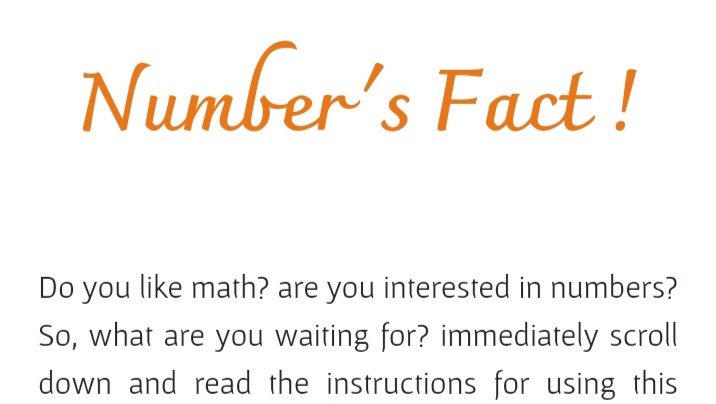 Number's Fact !
Do you like math? are you interested in numbers?
So, what are you waiting for? immediately scroll
down and read the instructions for using this